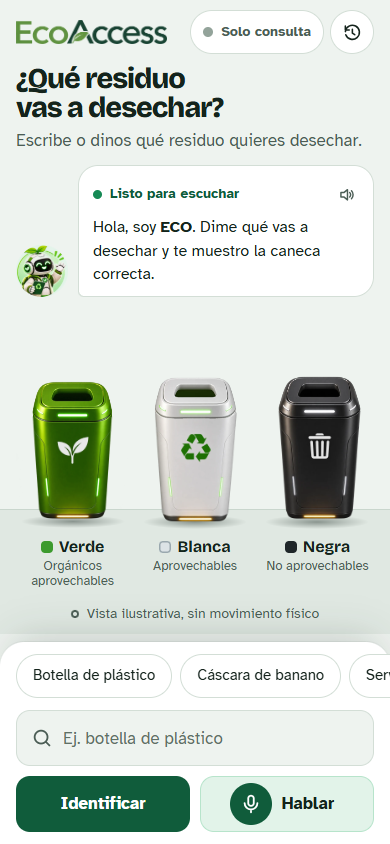 EcoAccess
Solo consulta
¿Qué residuo
vas a desechar?
Escribe o dinos qué residuo quieres desechar.
Listo para escuchar
Hola, soy ECO. Dime qué vas a
desechar y te muestro la caneca
correcta.
Verde
Orgánicos
aprovechables
Blanca
Aprovechables
Negra
No aprovechables
Vista ilustrativa, sin movimiento físico
Botella de plástico
Cáscara de banano
Ser
Ej. botella de plástico
Identificar
Hablar